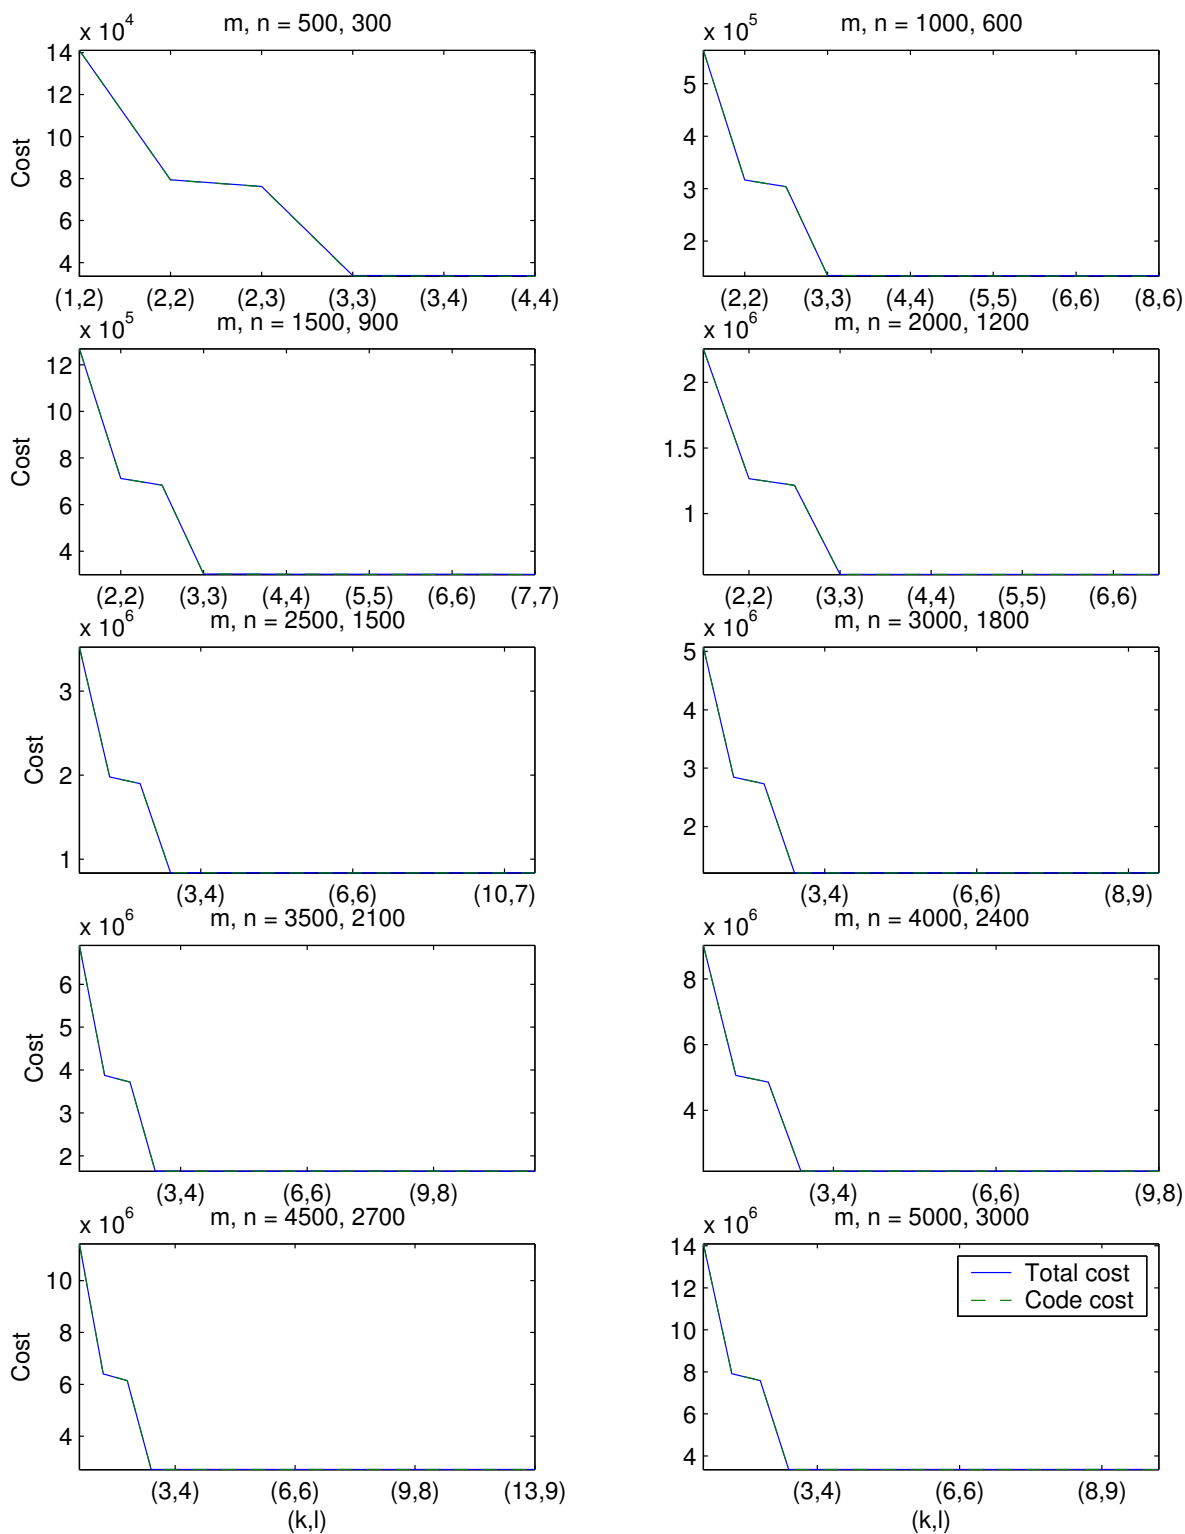 x 10^4
m, n = 500, 300
14
12
10
8
6
4
Cost
(1,2) (2,2) (2,3) (3,3) (3,4) (4,4)
x 10^5
m, n = 1000, 600
5
4
3
2
(2,2) (3,3) (4,4) (5,5) (6,6) (8,6)
x 10^5
m, n = 1500, 900
12
10
8
6
4
Cost
(2,2) (3,3) (4,4) (5,5) (6,6) (7,7)
x 10^6
m, n = 2000, 1200
2
1.5
1
(2,2) (3,3) (4,4) (5,5) (6,6)
x 10^6
m, n = 2500, 1500
3
2
1
Cost
(3,4) (6,6) (10,7)
x 10^6
m, n = 3000, 1800
5
4
3
2
(3,4) (6,6) (8,9)
x 10^6
m, n = 3500, 2100
6
5
4
3
2
Cost
(3,4) (6,6) (9,8)
x 10^6
m, n = 4000, 2400
8
6
4
(3,4) (6,6) (9,8)
x 10^6
m, n = 4500, 2700
10
8
6
4
Cost
(3,4) (6,6) (9,8) (13,9)
(k,l)
x 10^6
m, n = 5000, 3000
14
12
10
8
6
4
Total cost
Code cost
(3,4) (6,6) (8,9)
(k,l)